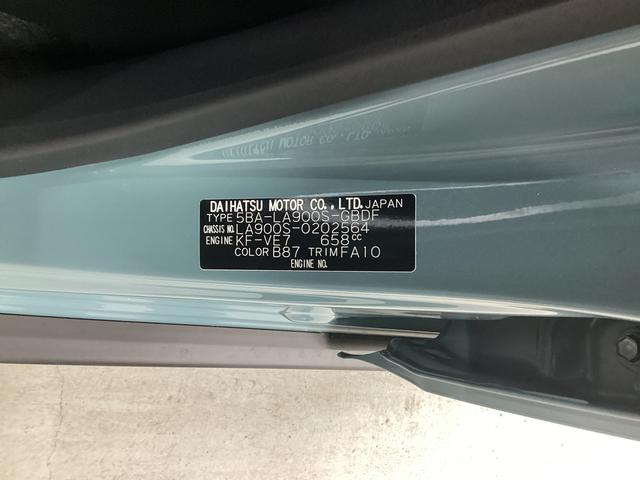 DAIHATSU MOTOR CO.,LTD.JAPAN
TYPE 5BA-LA900S-GBDF
CHASSIS NO. LA900S-0202564
ENGINE KF-VE7 658cc
COLOR B87 TRIM FA10
ENGINE NO.